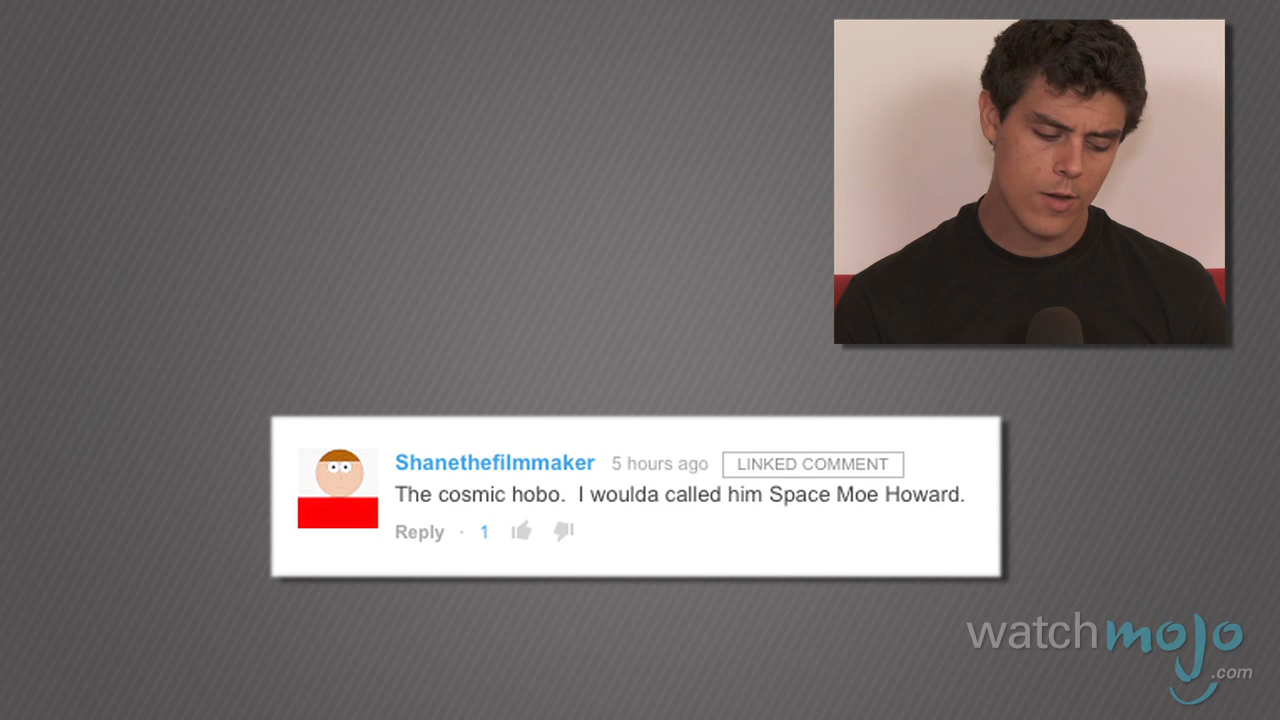 Shanethefilmmaker 5 hours ago LINKED COMMENT
The cosmic hobo.  I woulda called him Space Moe Howard.
Reply · 1
watchmojo
.com